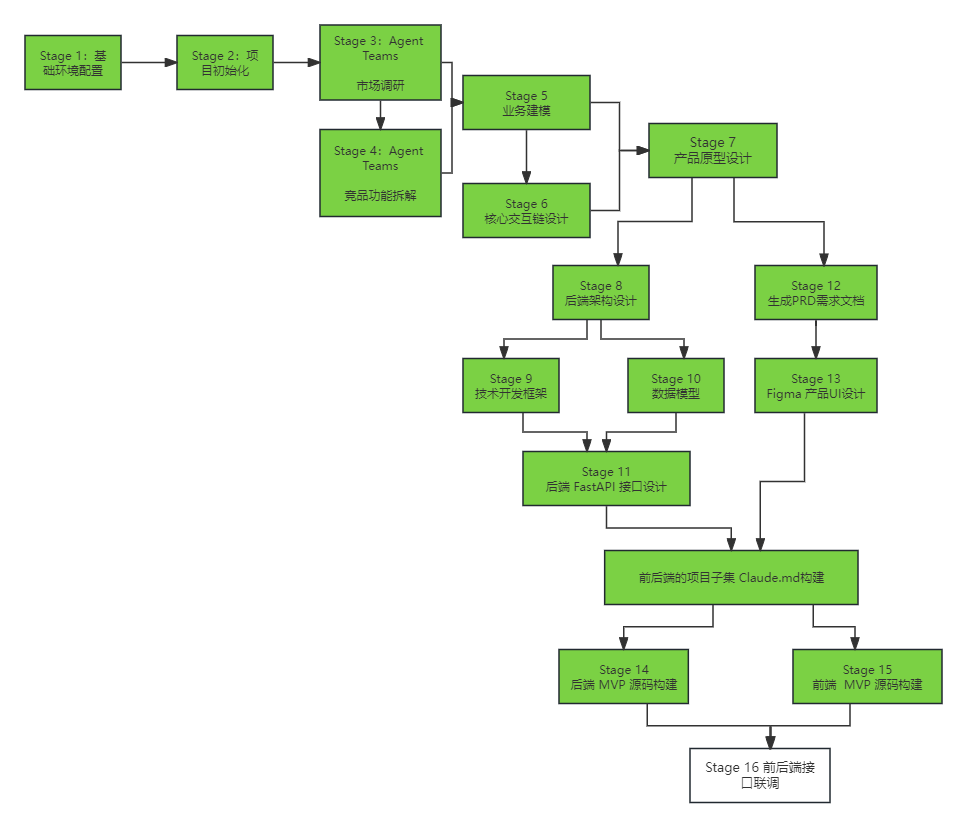 Stage 1：基
础环境配置
Stage 2：项
目初始化
Stage 3：Agent
Teams
市场调研
Stage 4：Agent
Teams
竞品功能拆解
Stage 5
业务建模
Stage 6
核心交互链设计
Stage 7
产品原型设计
Stage 8
后端架构设计
Stage 12
生成PRD需求文档
Stage 9
技术开发框架
Stage 10
数据模型
Stage 13
Figma 产品UI设计
Stage 11
后端 FastAPI 接口设计
前后端的项目子集 Claude.md构建
Stage 14
后端 MVP 源码构建
Stage 15
前端  MVP 源码构建
Stage 16 前后端接
口联调